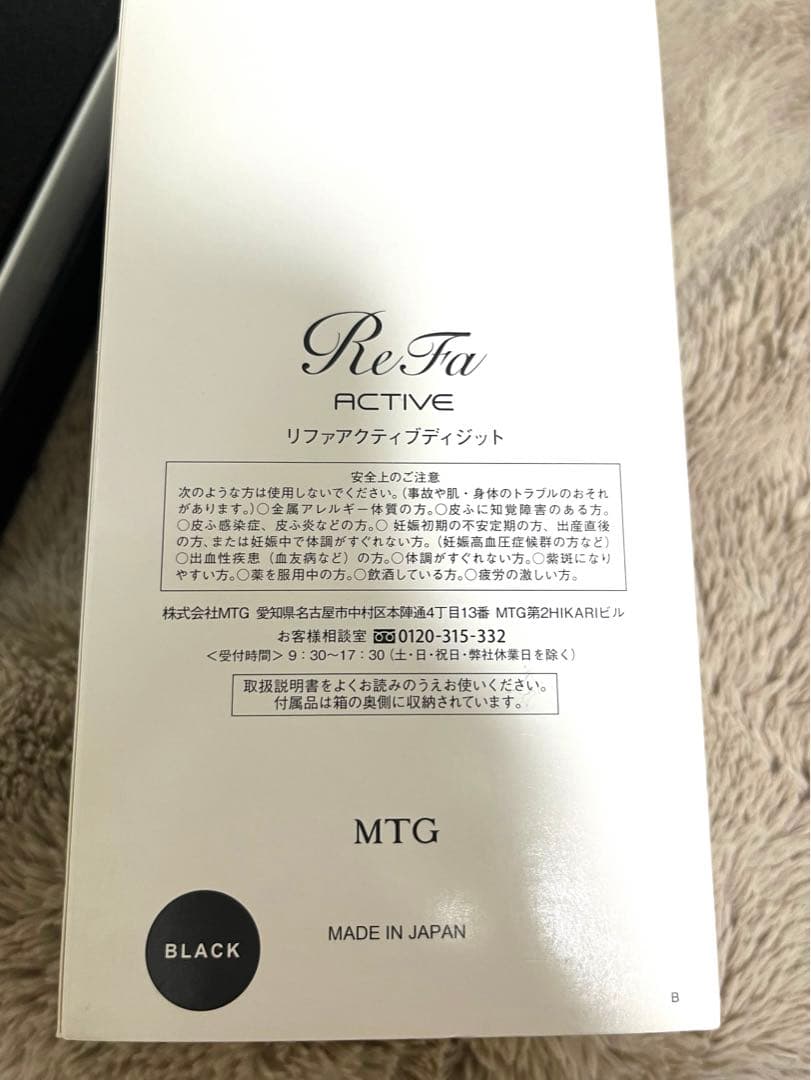 ReFa
ACTIVE
リファアクティブディジット
安全上のご注意
次のような方は使用しないでください。(事故や肌・身体のトラブルのおそれ
があります。)○金属アレルギー体質の方。○皮ふに知覚障害のある方。
○皮ふ感染症、皮ふ炎などの方。○ 妊娠初期の不安定期の方、出産直後
の方、または妊娠中で体調がすぐれない方。(妊娠高血圧症候群の方など)
○出血性疾患(血友病など)の方。○体調がすぐれない方。○紫斑になり
やすい方。○薬を服用中の方。○飲酒している方。○疲労の激しい方。
株式会社MTG 愛知県名古屋市中村区本陣通4丁目13番 MTG第2HIKARIビル
お客様相談室 0120-315-332
<受付時間> 9:30〜17:30 (土・日・祝日・弊社休業日を除く)
取扱説明書をよくお読みのうえお使いください。
付属品は箱の奥側に収納されています。
MTG
MADE IN JAPAN
BLACK
B